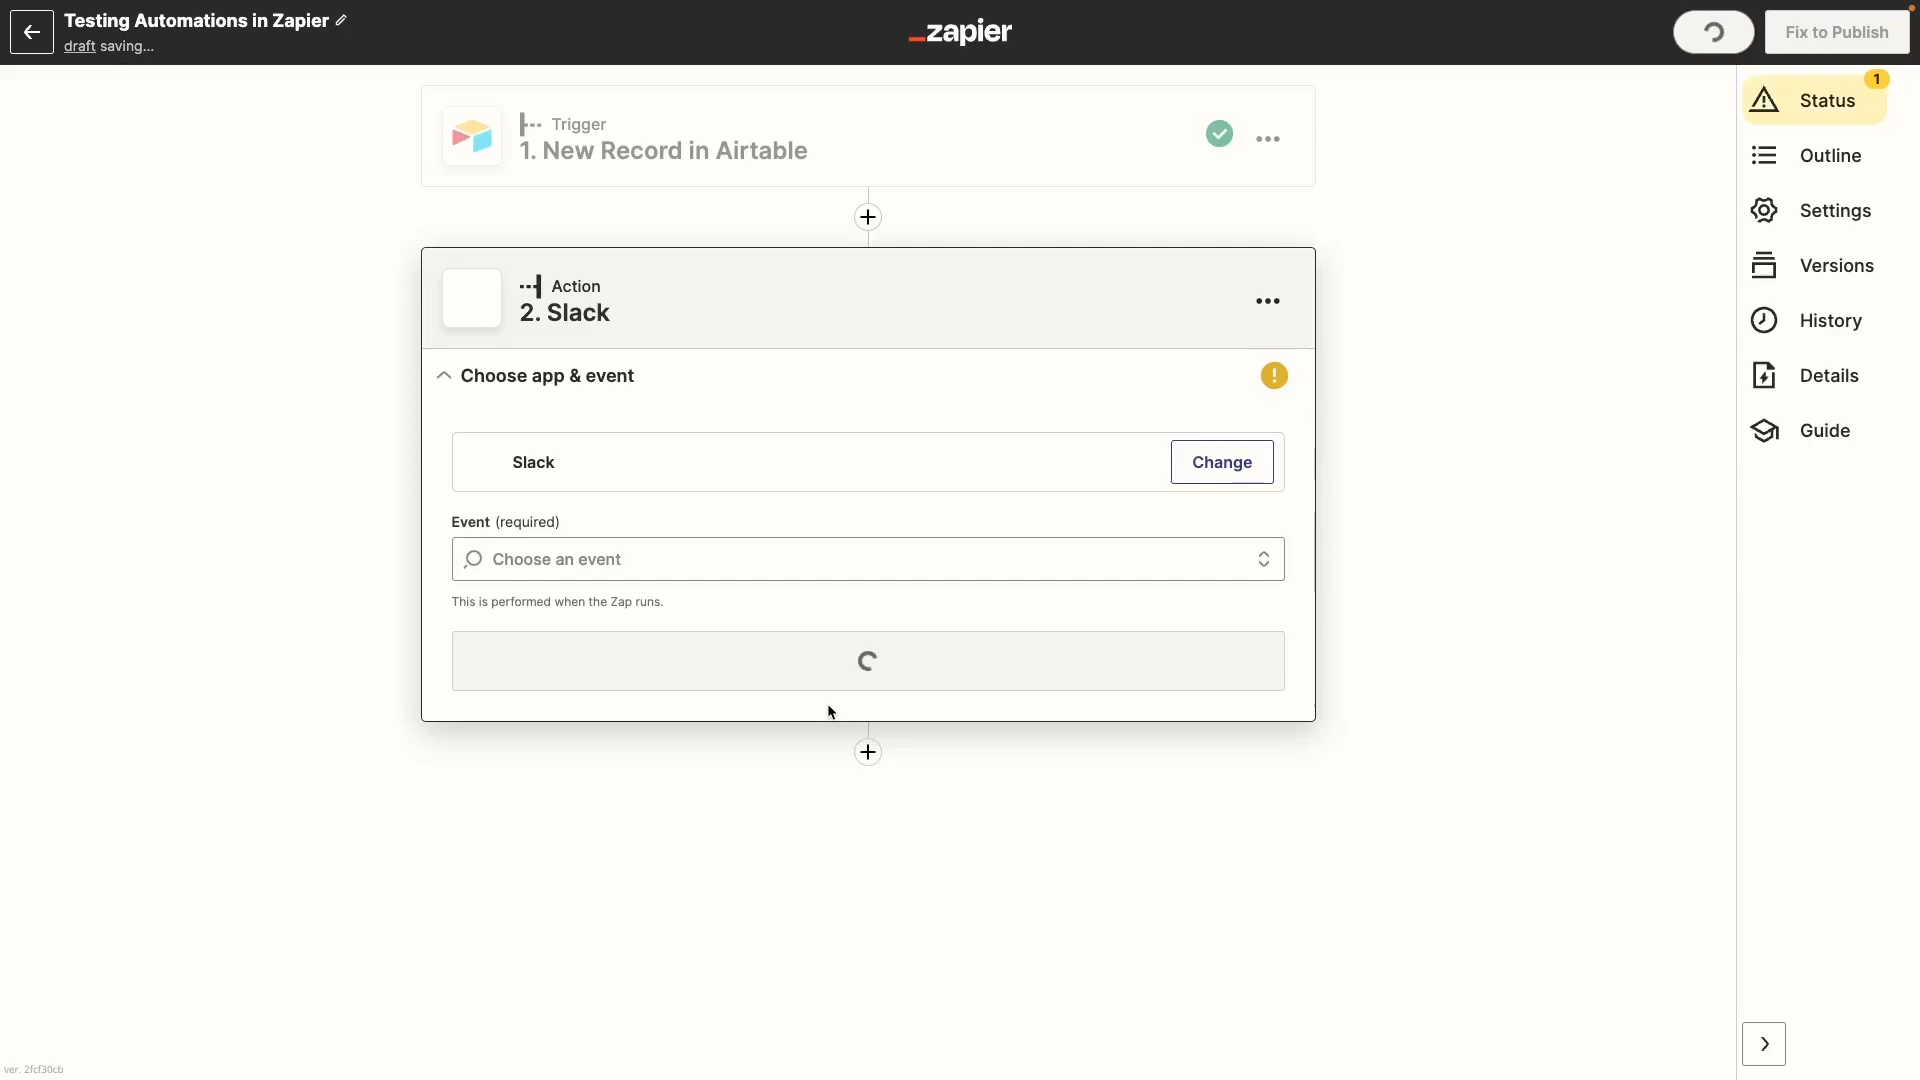 Testing Automations in Zapier
draft saving...
zapier
Fix to Publish
1
Status
Outline
Settings
Versions
History
Details
Guide
Trigger
1. New Record in Airtable
Action
2. Slack
Choose app & event
Slack
Change
Event (required)
Choose an event
This is performed when the Zap runs.
ver. 2fcf30cb